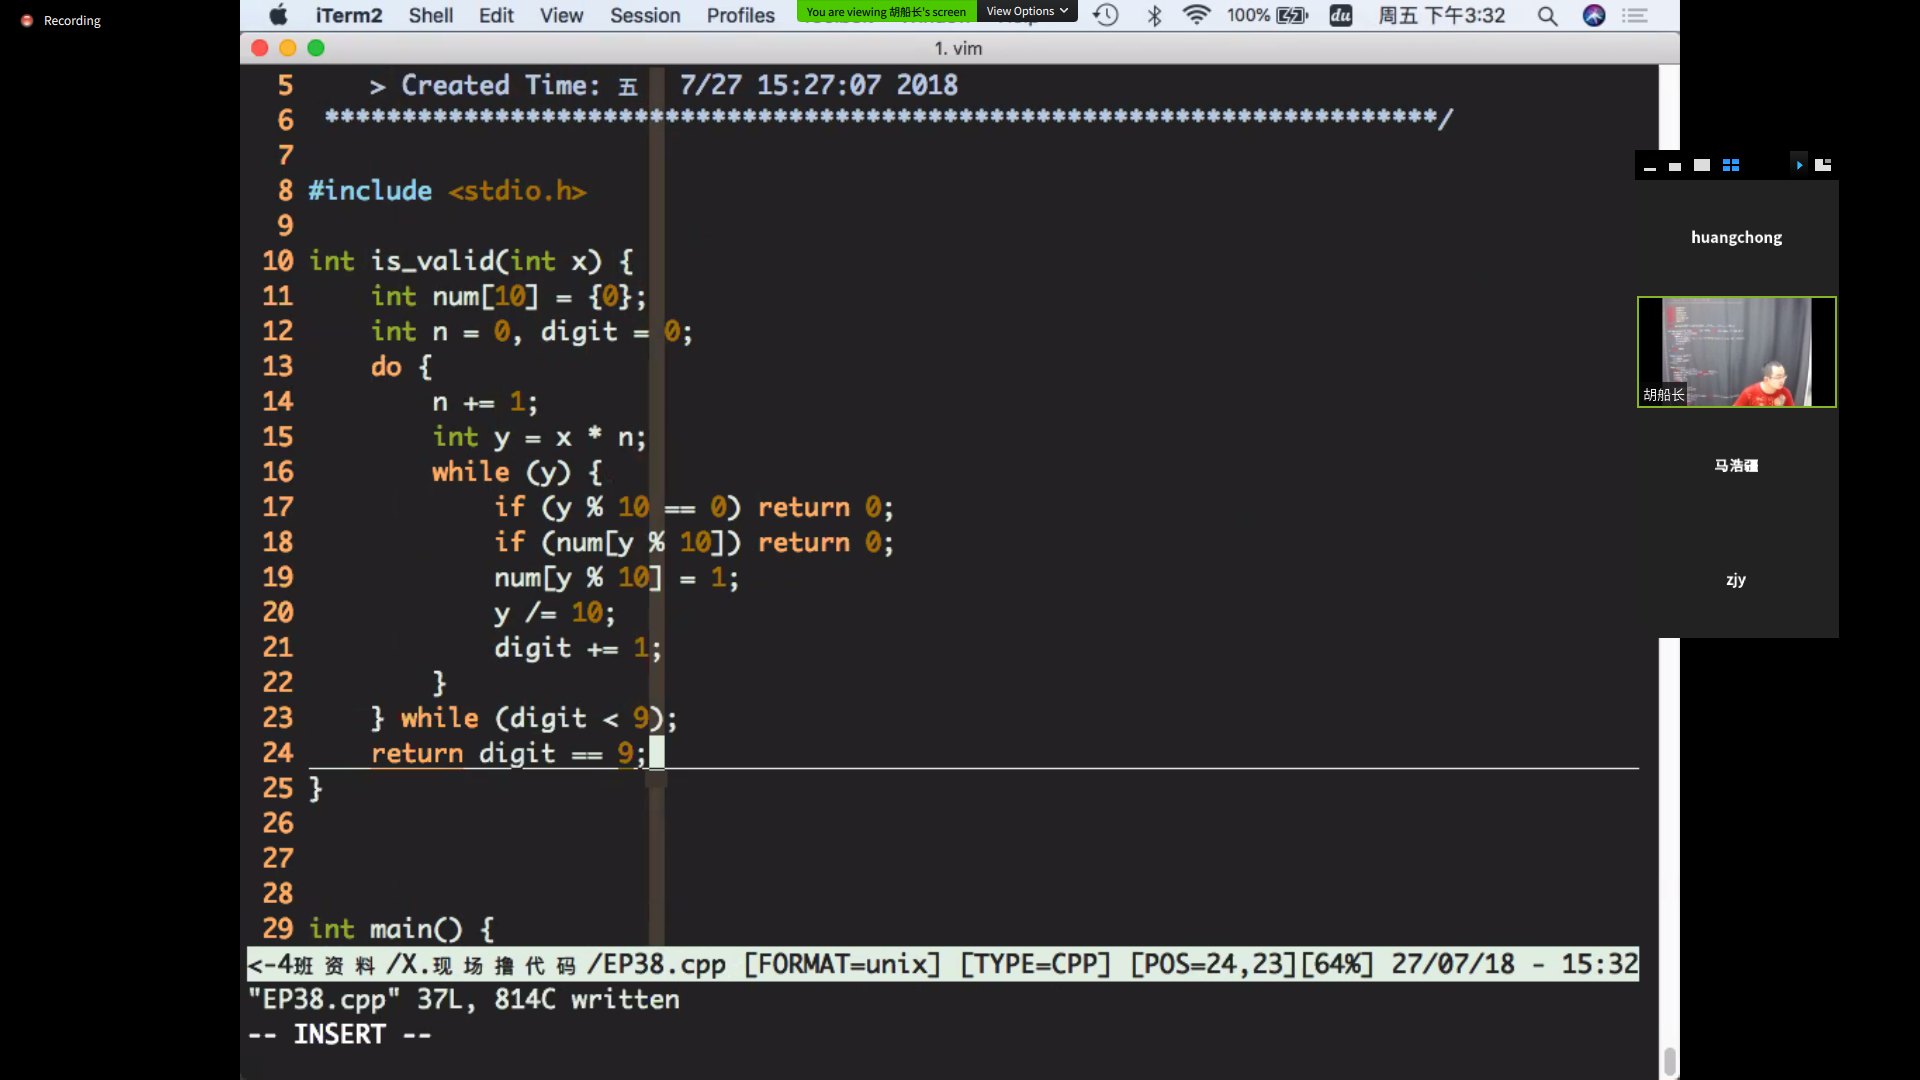 Recording
iTerm2 Shell Edit View Session Profiles
You are viewing 胡船长's screen View Options
100% du 周五 下午3:32
1. vim
5 > Created Time: 五 7/27 15:27:07 2018
6 ************************************************************************/
7
8 #include <stdio.h>
9
10 int is_valid(int x) {
11 int num[10] = {0};
12 int n = 0, digit = 0;
13 do {
14 n += 1;
15 int y = x * n;
16 while (y) {
17 if (y % 10 == 0) return 0;
18 if (num[y % 10]) return 0;
19 num[y % 10] = 1;
20 y /= 10;
21 digit += 1;
22 }
23 } while (digit < 9);
24 return digit == 9;
25 }
26
27
28
29 int main() {
<-4班资料/X.现场撸代码/EP38.cpp [FORMAT=unix] [TYPE=CPP] [POS=24,23][64%] 27/07/18 - 15:32
"EP38.cpp" 37L, 814C written
-- INSERT --
huangchong
胡船长
马浩疆
zjy